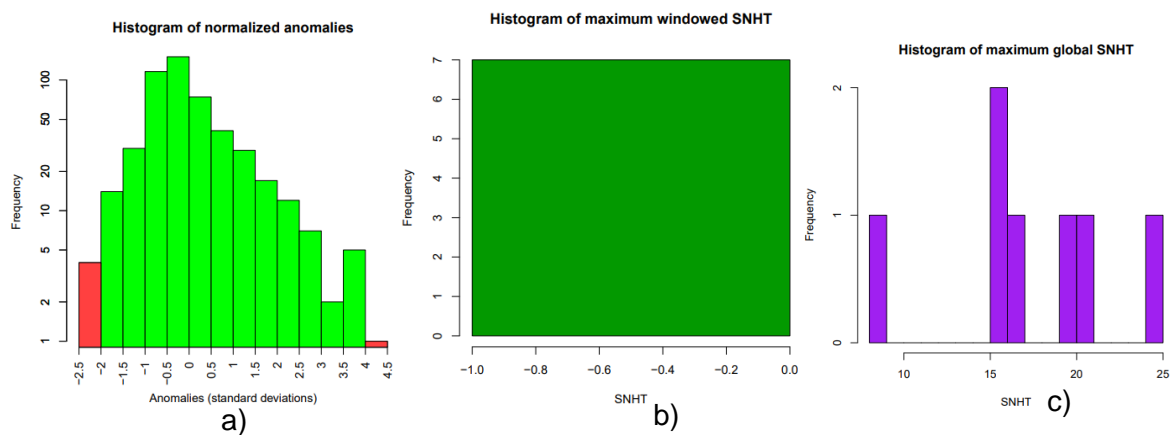 Histogram of normalized anomalies
Frequency
100
50
20
10
5
2
1
−2.5
−2
−1.5
−1
−0.5
0
0.5
1
1.5
2
2.5
3
3.5
4
4.5
Anomalies (standard deviations)
a)
Histogram of maximum windowed SNHT
Frequency
7
6
5
4
3
2
1
0
−1.0 −0.8 −0.6 −0.4 −0.2 0.0
SNHT
b)
Histogram of maximum global SNHT
Frequency
2
1
0
10 15 20 25
SNHT
c)